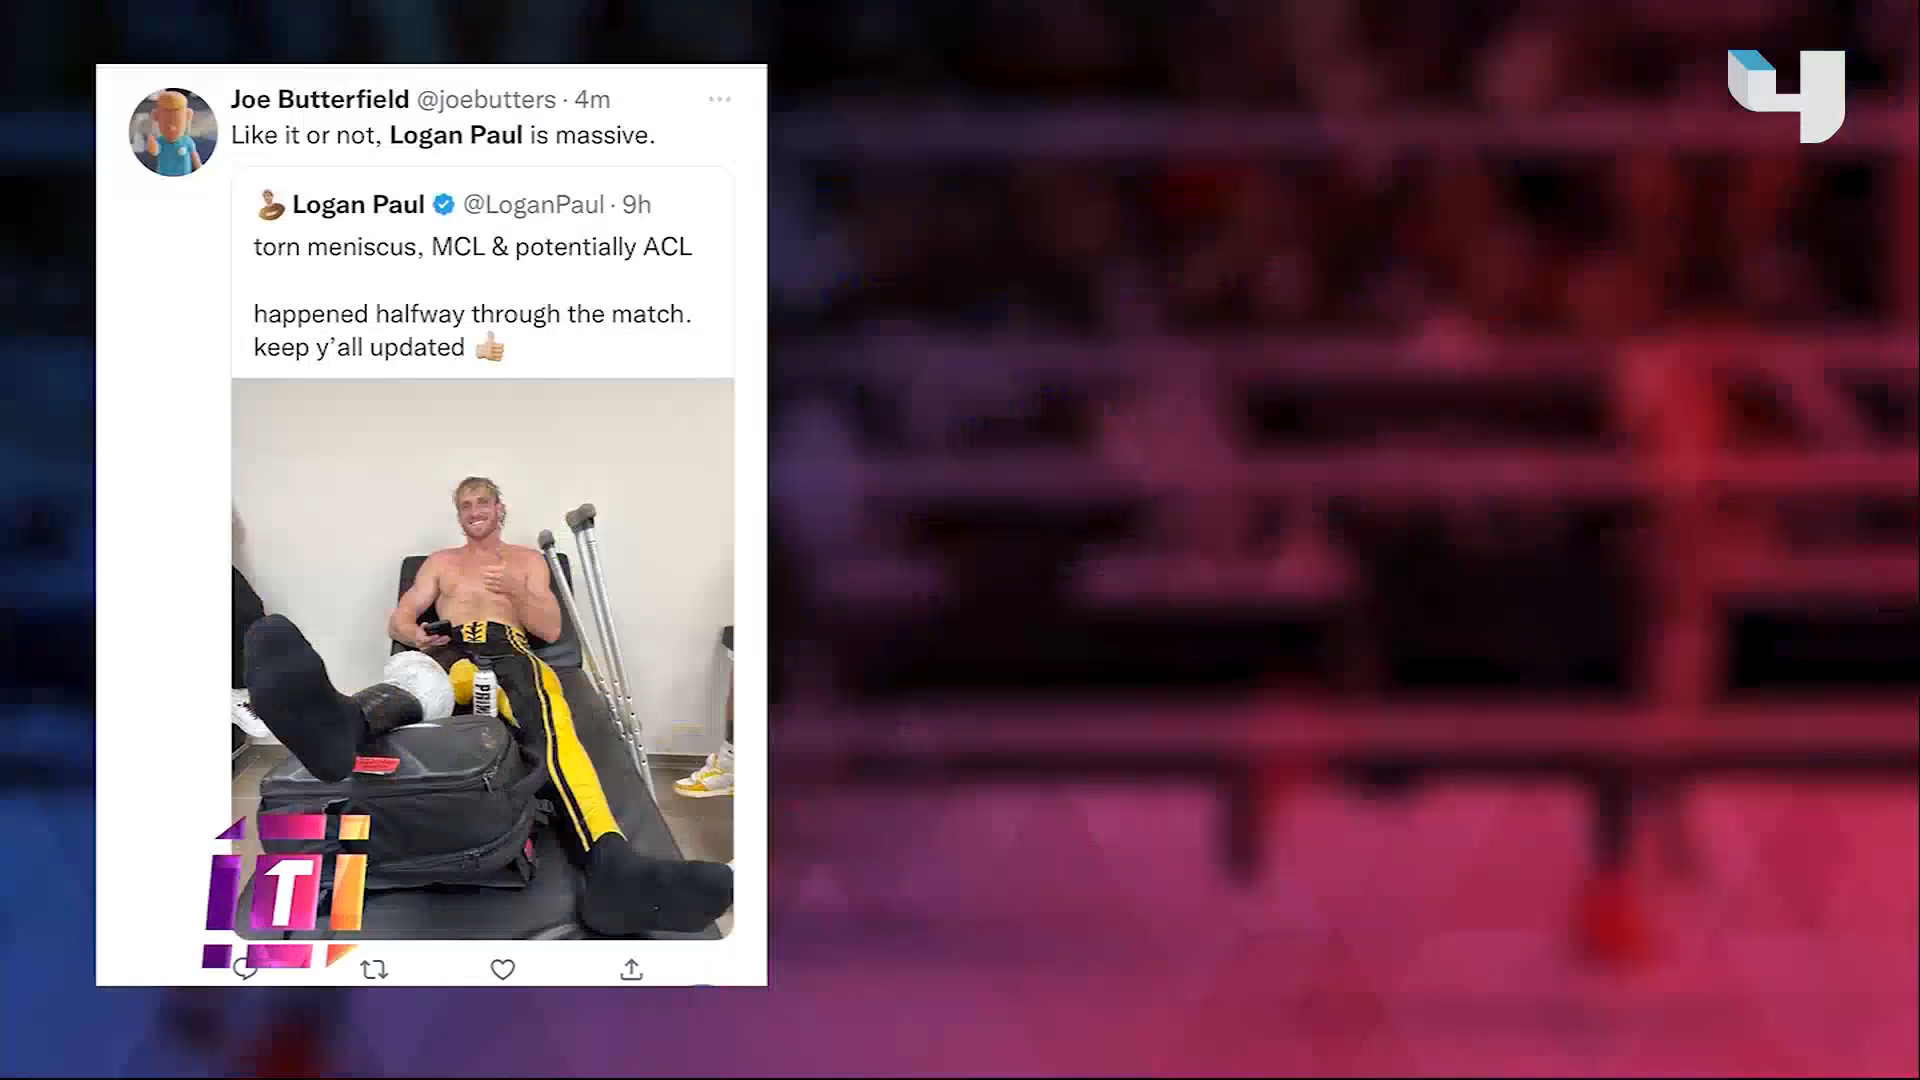 Joe Butterfield @joebutters · 4m
Like it or not, Logan Paul is massive.
Logan Paul @LoganPaul · 9h
torn meniscus, MCL & potentially ACL
happened halfway through the match.
keep y’all updated 👍🏼
T
4